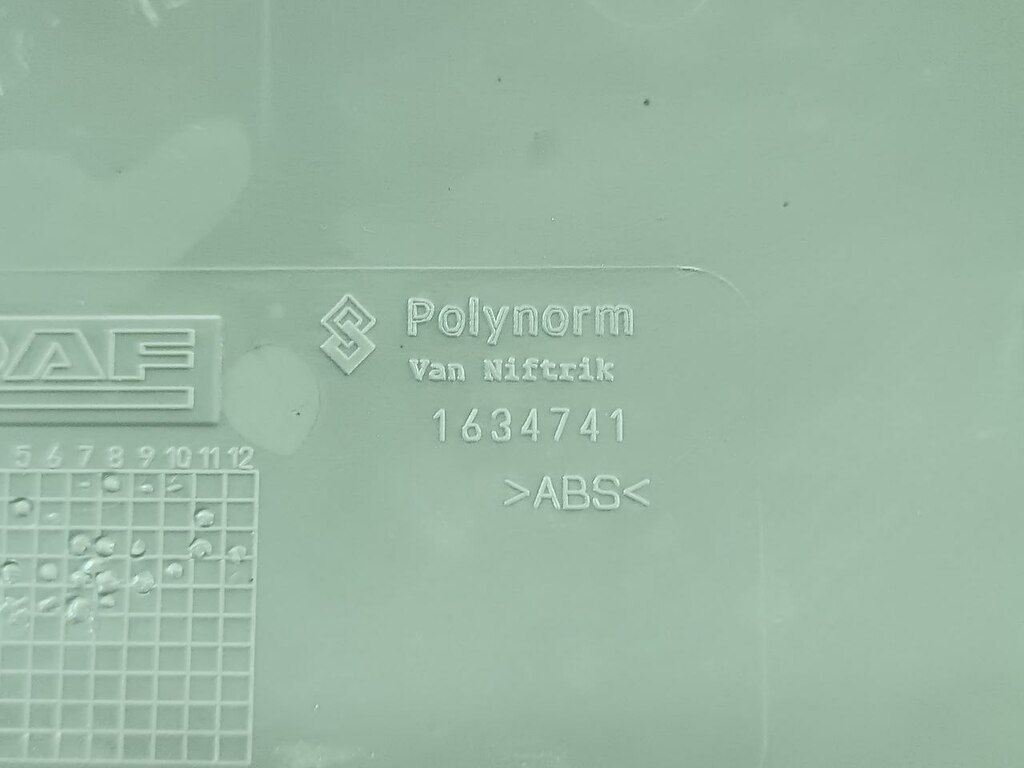 Polynorm
Van Niftrik
DAF
1634741
5 6 7 8 9 10 11 12
>ABS<